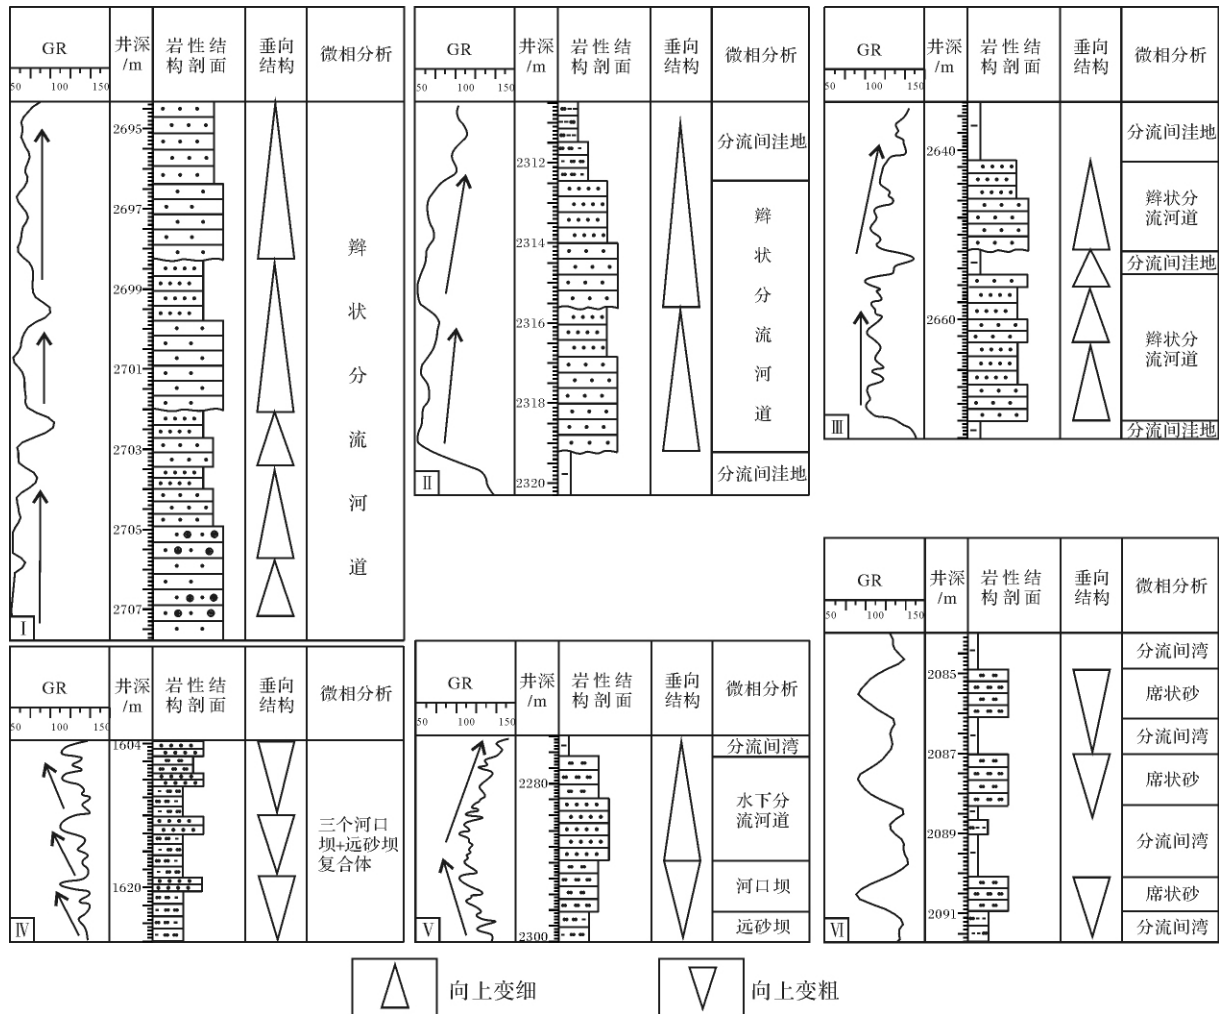 GR
井深
/m
岩性结
构剖面
垂向
结构
微相分析
50 100 150
2695
2697
2699
2701
2703
2705
2707
辫
状
分
流
河
道
Ⅰ
GR
井深
/m
岩性结
构剖面
垂向
结构
微相分析
50 100 150
2312
2314
2316
2318
2320
分流间洼地
辫
状
分
流
河
道
分流间洼地
Ⅱ
GR
井深
/m
岩性结
构剖面
垂向
结构
微相分析
50 100 150
2640
2660
分流间洼地
辫状分
流河道
分流间洼地
辫状分
流河道
分流间洼地
Ⅲ
GR
井深
/m
岩性结
构剖面
垂向
结构
微相分析
50 100 150
1604
1620
三个河口
坝+远砂坝
复合体
Ⅳ
GR
井深
/m
岩性结
构剖面
垂向
结构
微相分析
50 100 150
2280
2300
分流间湾
水下分
流河道
河口坝
远砂坝
Ⅴ
GR
井深
/m
岩性结
构剖面
垂向
结构
微相分析
50 100 150
2085
2087
2089
2091
分流间湾
席状砂
分流间湾
席状砂
分流间湾
席状砂
分流间湾
Ⅵ
向上变细
向上变粗